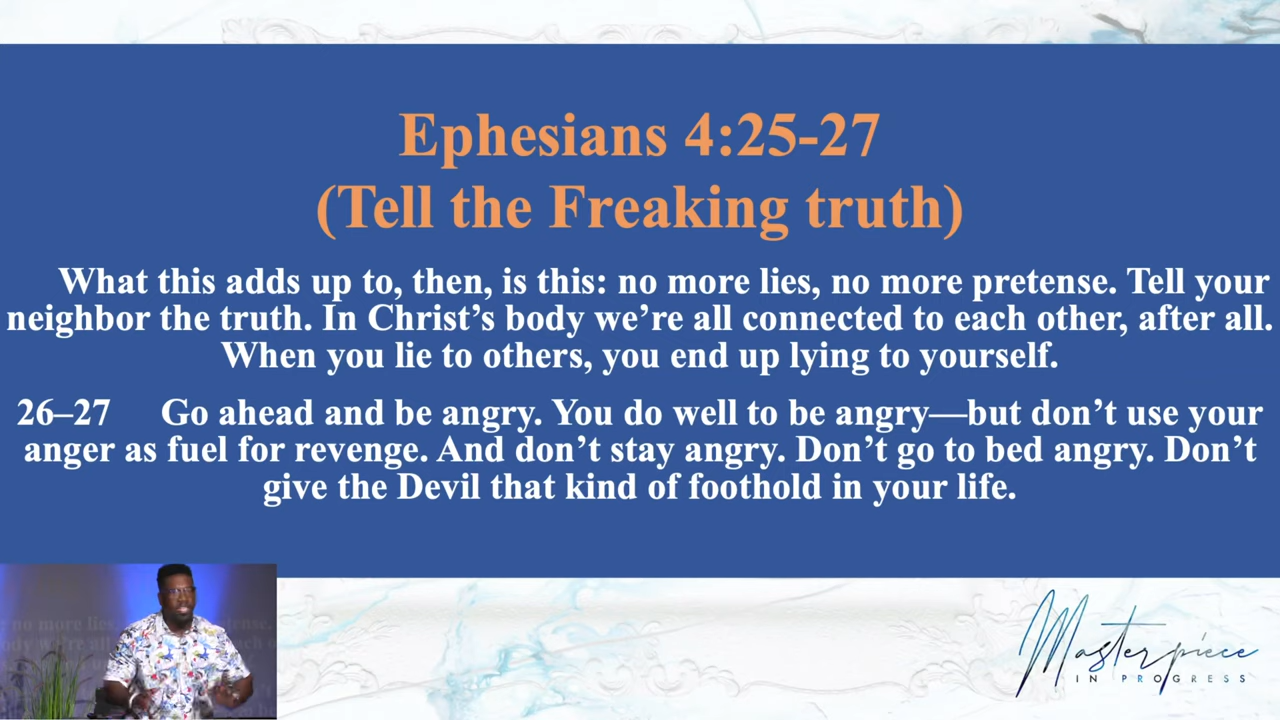 Ephesians 4:25-27
(Tell the Freaking truth)
What this adds up to, then, is this: no more lies, no more pretense. Tell your
neighbor the truth. In Christ’s body we’re all connected to each other, after all.
When you lie to others, you end up lying to yourself.
26–27 Go ahead and be angry. You do well to be angry—but don’t use your
anger as fuel for revenge. And don’t stay angry. Don’t go to bed angry. Don’t
give the Devil that kind of foothold in your life.
no more lies,
tense.
Masterpiece
IN PROGRESS